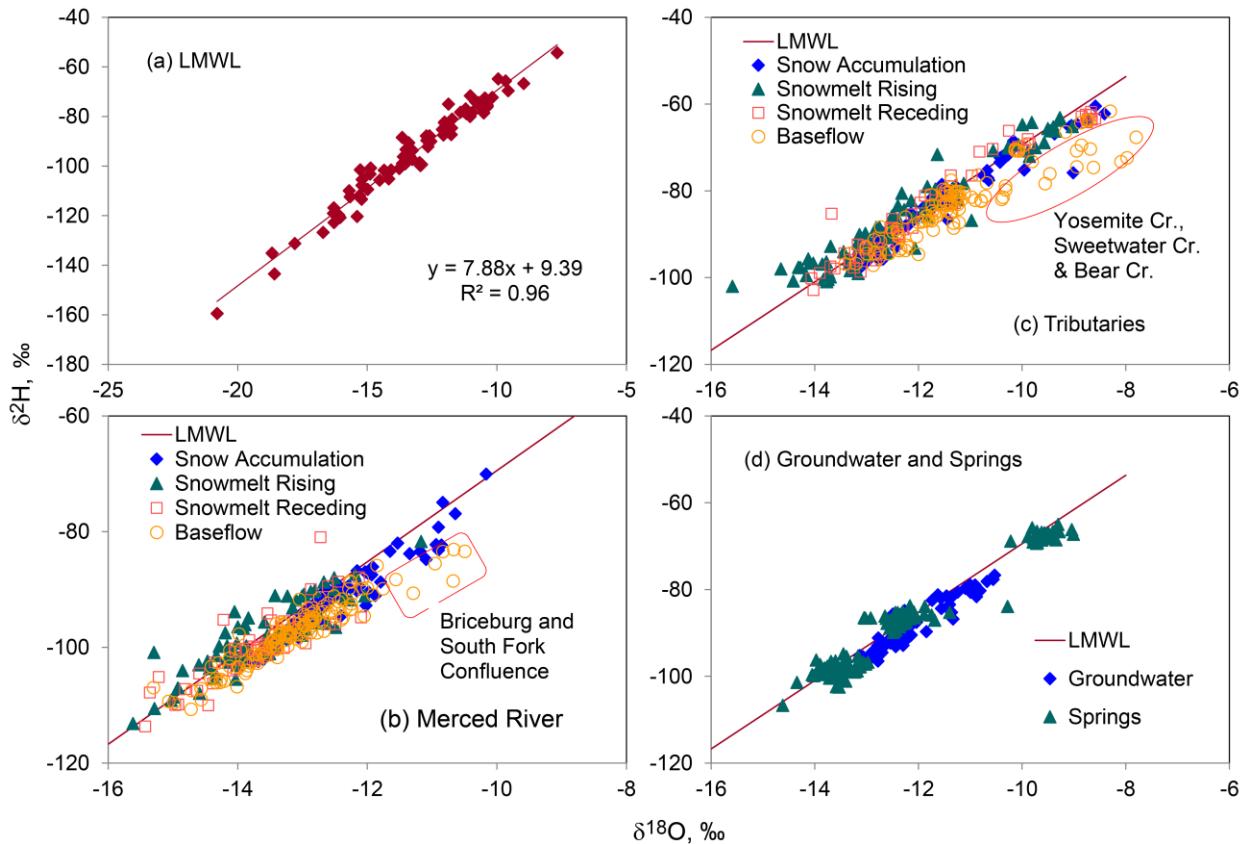 -40
-60
-80
-100
-120
-140
-160
-180
(a) LMWL
y = 7.88x + 9.39
R² = 0.96
-25
-20
-15
-10
-5
-40
-60
-80
-100
-120
LMWL
Snow Accumulation
Snowmelt Rising
Snowmelt Receding
Baseflow
Yosemite Cr.,
Sweetwater Cr.
& Bear Cr.
(c) Tributaries
-16
-14
-12
-10
-8
-6
δ²H, ‰
-60
-80
-100
-120
LMWL
Snow Accumulation
Snowmelt Rising
Snowmelt Receding
Baseflow
Briceburg and
South Fork
Confluence
(b) Merced River
-16
-14
-12
-10
-8
-6
-40
-60
-80
-100
-120
(d) Groundwater and Springs
LMWL
Groundwater
Springs
-16
-14
-12
-10
-8
-6
δ¹⁸O, ‰